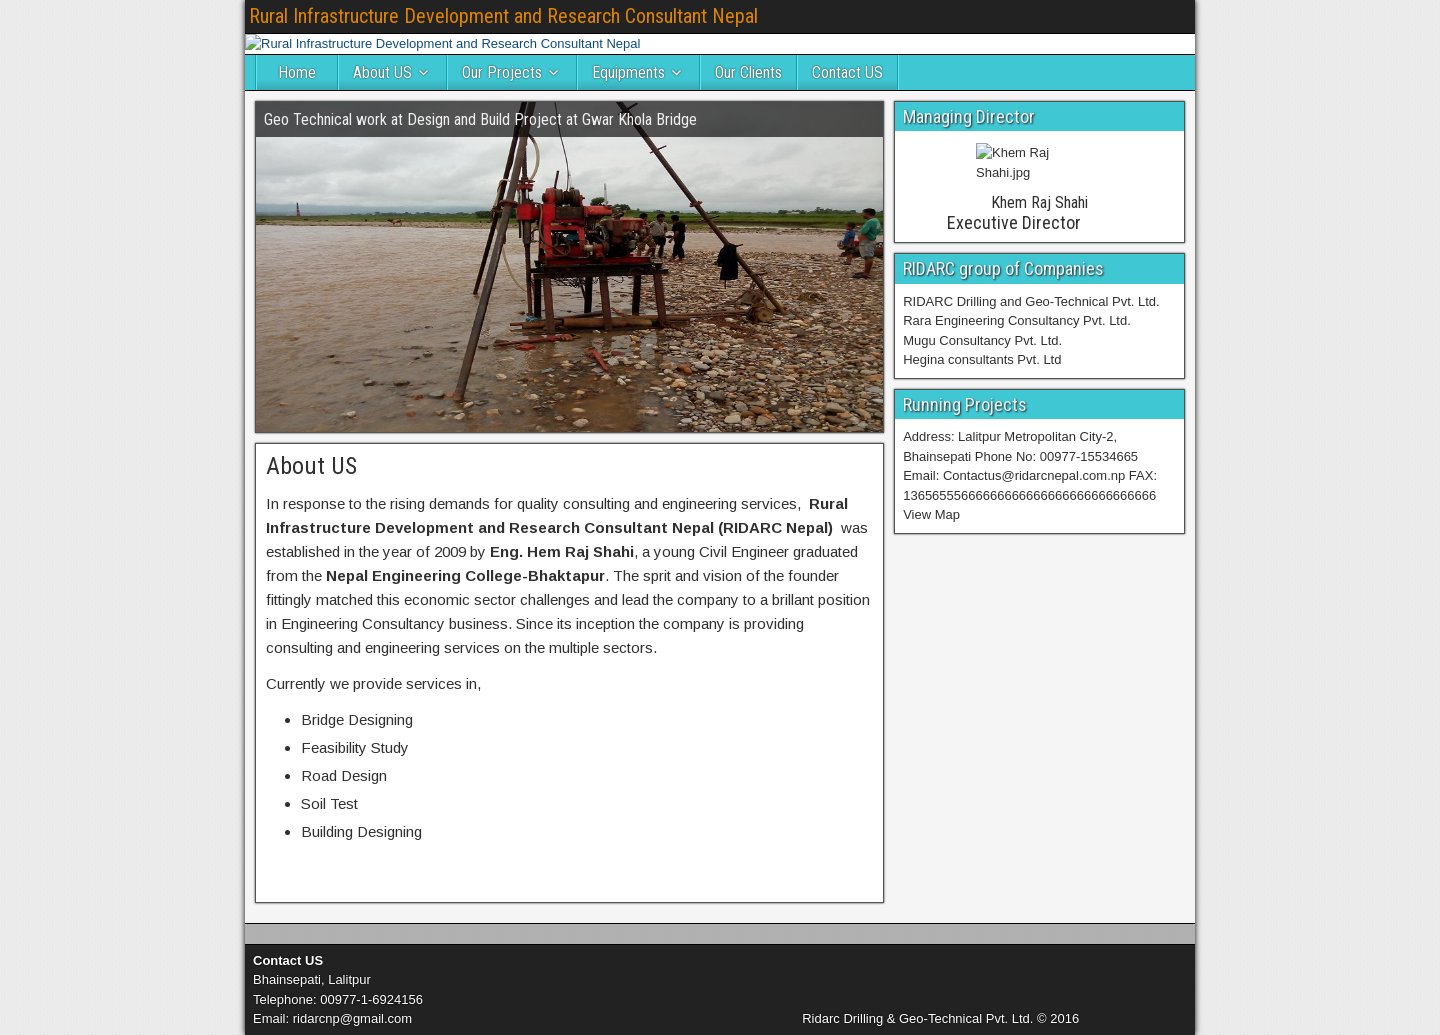 Rural Infrastructure Development and Research Consultant Nepal
Rural Infrastructure Development and Research Consultant Nepal
Home About US Our Projects Equipments Our Clients Contact US
Geo Technical work at Design and Build Project at Gwar Khola Bridge
About US
In response to the rising demands for quality consulting and engineering services, Rural
Infrastructure Development and Research Consultant Nepal (RIDARC Nepal) was
established in the year of 2009 by Eng. Hem Raj Shahi, a young Civil Engineer graduated
from the Nepal Engineering College-Bhaktapur. The sprit and vision of the founder
fittingly matched this economic sector challenges and lead the company to a brillant position
in Engineering Consultancy business. Since its inception the company is providing
consulting and engineering services on the multiple sectors.
Currently we provide services in,
Bridge Designing
Feasibility Study
Road Design
Soil Test
Building Designing
Managing Director
Khem Raj
Shahi.jpg
Khem Raj Shahi
Executive Director
RIDARC group of Companies
RIDARC Drilling and Geo-Technical Pvt. Ltd.
Rara Engineering Consultancy Pvt. Ltd.
Mugu Consultancy Pvt. Ltd.
Hegina consultants Pvt. Ltd
Running Projects
Address: Lalitpur Metropolitan City-2,
Bhainsepati Phone No: 00977-15534665
Email: Contactus@ridarcnepal.com.np FAX:
View Map
Contact US
Bhainsepati, Lalitpur
Telephone: 00977-1-6924156
Email: ridarcnp@gmail.com
Ridarc Drilling & Geo-Technical Pvt. Ltd. © 2016